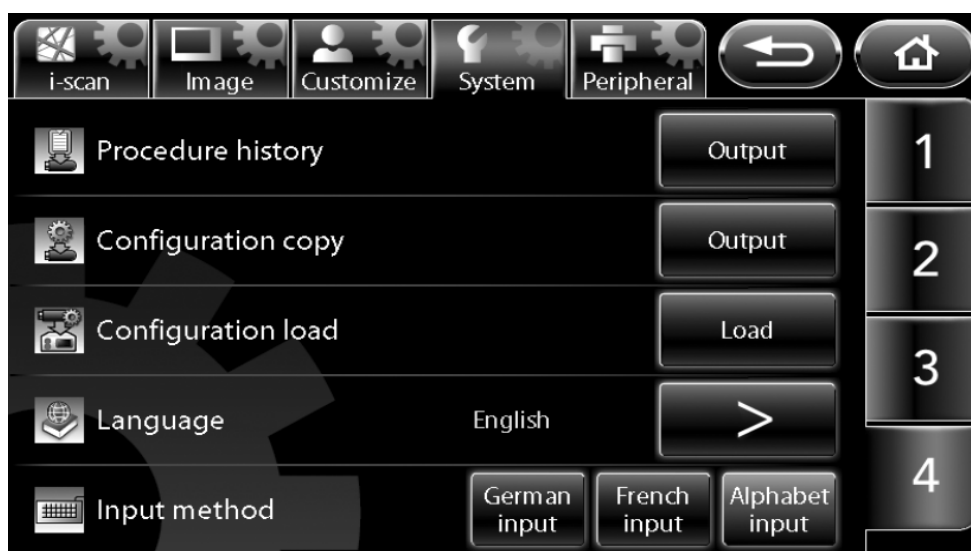 i-scan Image Customize System Peripheral
Procedure history Output
1
Configuration copy Output
2
Configuration load Load
3
Language English >
4
Input method German input French input Alphabet input